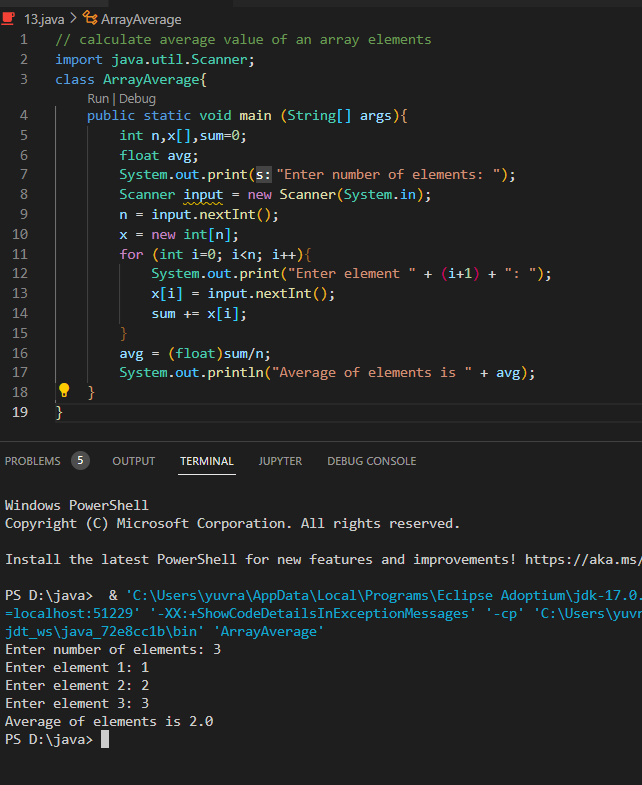 13.java > ArrayAverage
1 // calculate average value of an array elements
2 import java.util.Scanner;
3 class ArrayAverage{
Run | Debug
4 public static void main (String[] args){
5 int n,x[],sum=0;
6 float avg;
7 System.out.print(s: "Enter number of elements: ");
8 Scanner input = new Scanner(System.in);
9 n = input.nextInt();
10 x = new int[n];
11 for (int i=0; i<n; i++){
12 System.out.print("Enter element " + (i+1) + ": ");
13 x[i] = input.nextInt();
14 sum += x[i];
15 }
16 avg = (float)sum/n;
17 System.out.println("Average of elements is " + avg);
18 }
19 }
PROBLEMS 5 OUTPUT TERMINAL JUPYTER DEBUG CONSOLE
Windows PowerShell
Copyright (C) Microsoft Corporation. All rights reserved.
Install the latest PowerShell for new features and improvements! https://aka.ms/
PS D:\java>  & 'C:\Users\yuvra\AppData\Local\Programs\Eclipse Adoptium\jdk-17.0.
=localhost:51229' '-XX:+ShowCodeDetailsInExceptionMessages' '-cp' 'C:\Users\yuvr
jdt_ws\java_72e8cc1b\bin' 'ArrayAverage'
Enter number of elements: 3
Enter element 1: 1
Enter element 2: 2
Enter element 3: 3
Average of elements is 2.0
PS D:\java>